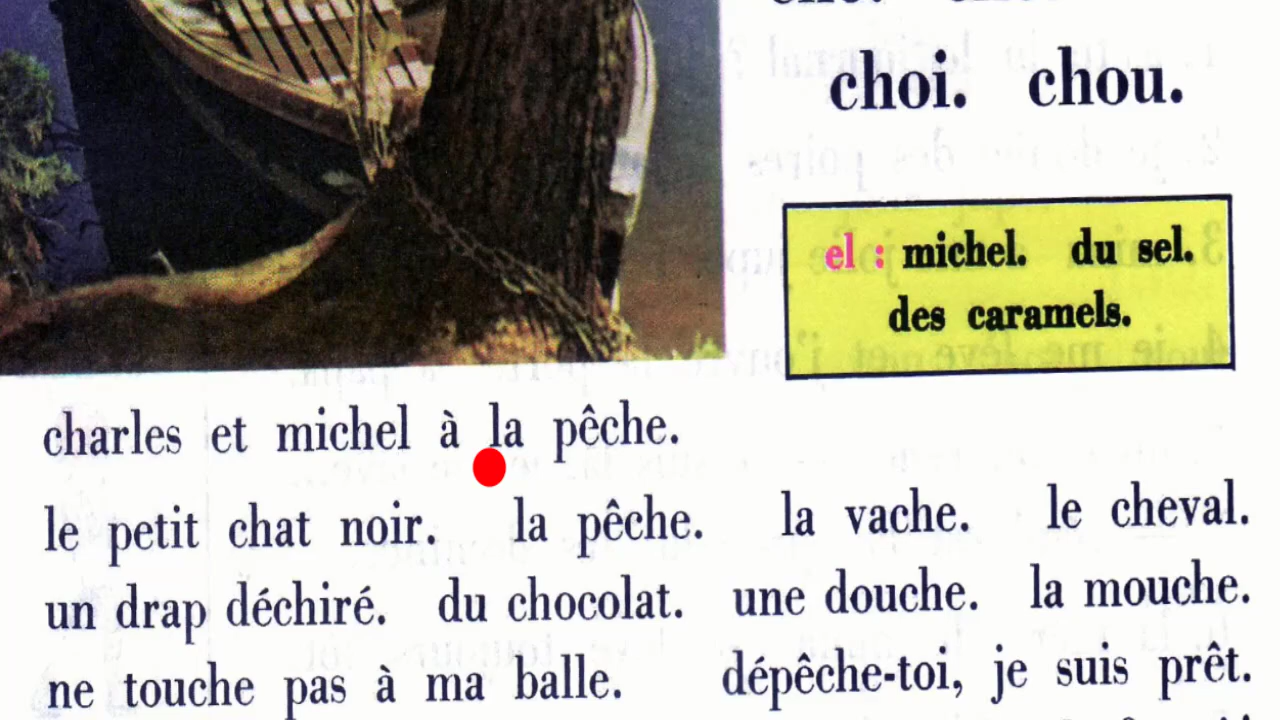 choi. chou.
el : michel. du sel.
des caramels.
charles et michel à la pêche.
le petit chat noir. la pêche. la vache. le cheval.
un drap déchiré. du chocolat. une douche. la mouche.
ne touche pas à ma balle. dépêche-toi, je suis prêt.